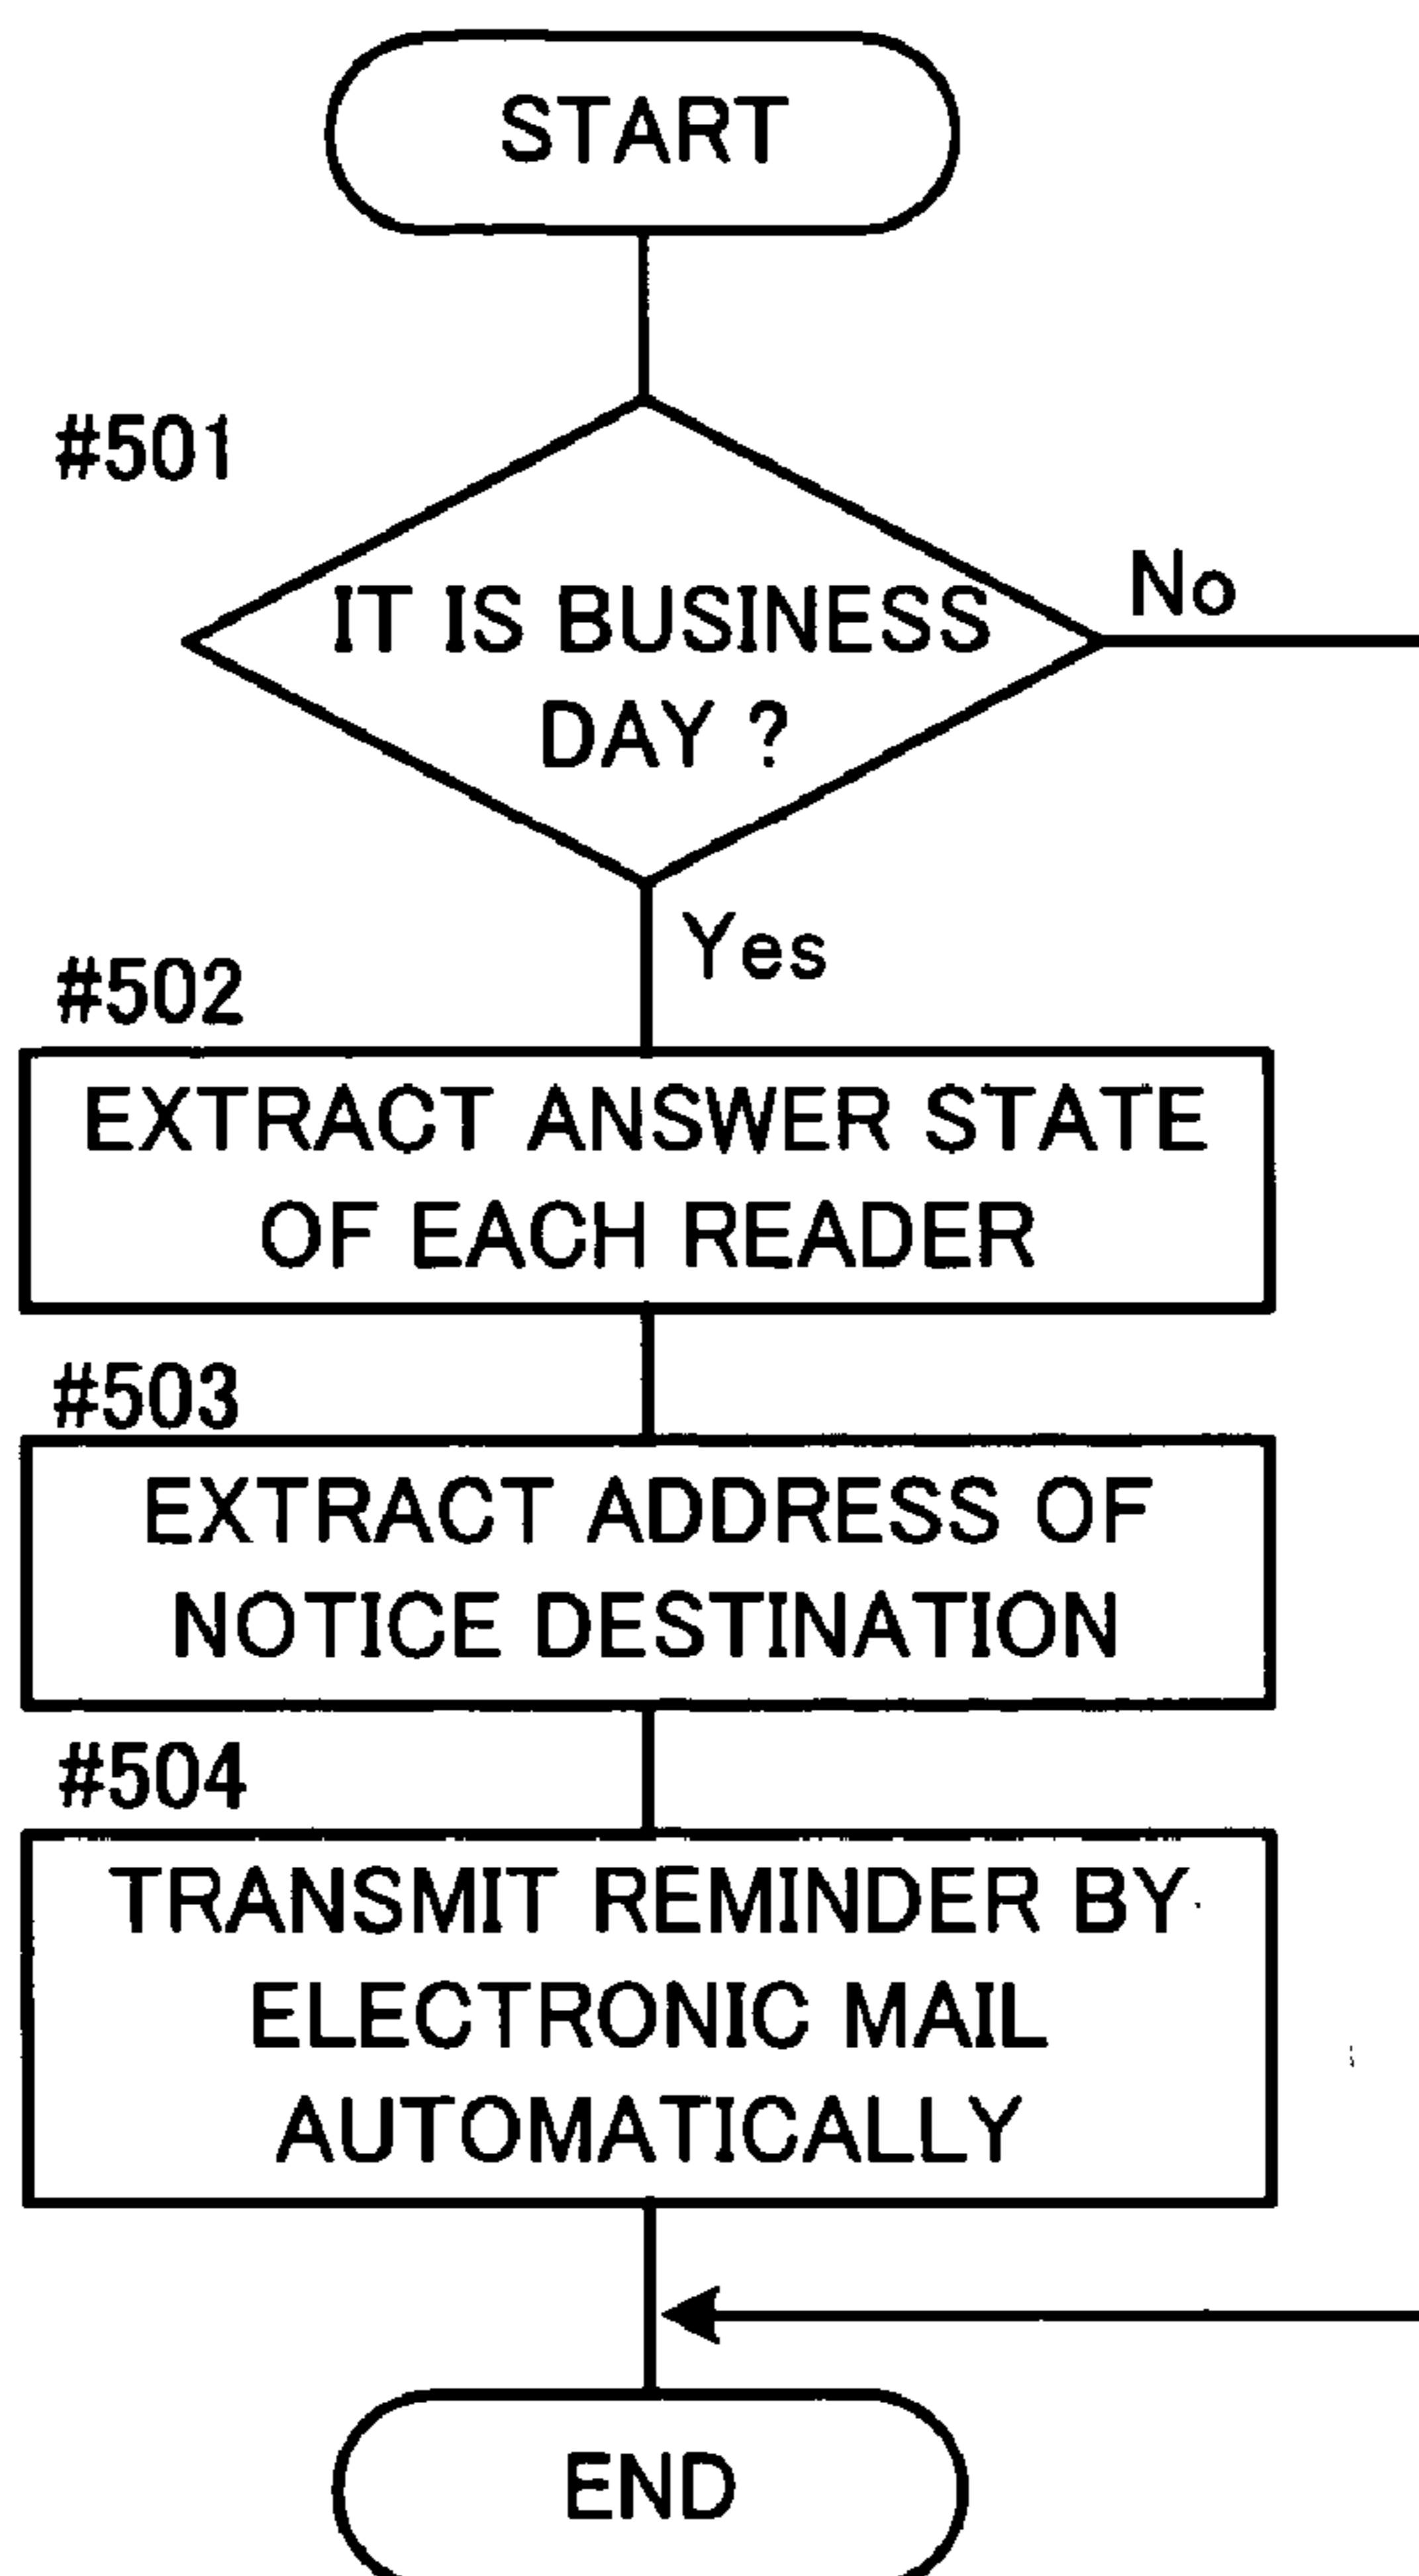 START
#501
IT IS BUSINESS
DAY ?
No
Yes
#502
EXTRACT ANSWER STATE
OF EACH READER
#503
EXTRACT ADDRESS OF
NOTICE DESTINATION
#504
TRANSMIT REMINDER BY
ELECTRONIC MAIL
AUTOMATICALLY
END